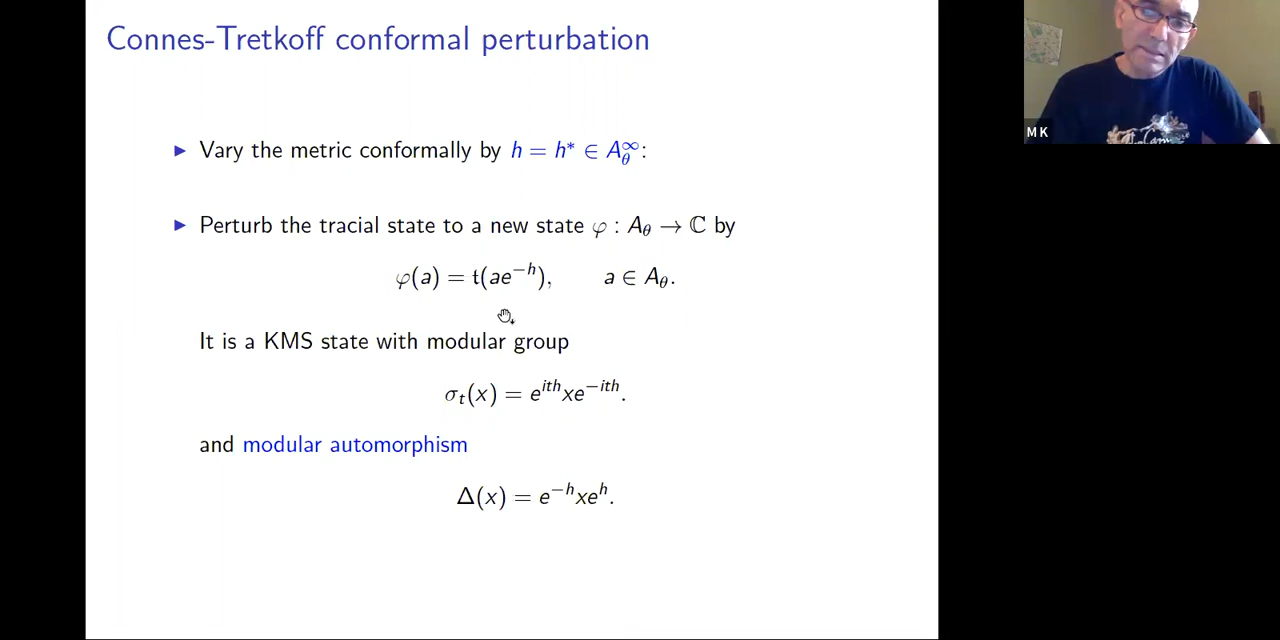 Connes-Tretkoff conformal perturbation
▶ Vary the metric conformally by h = h* ∈ A_θ^∞:
▶ Perturb the tracial state to a new state φ : A_θ → ℂ by
φ(a) = t(ae^{−h}), a ∈ A_θ.
It is a KMS state with modular group
σ_t(x) = e^{ith}xe^{−ith}.
and modular automorphism
Δ(x) = e^{−h}xe^{h}.
M K